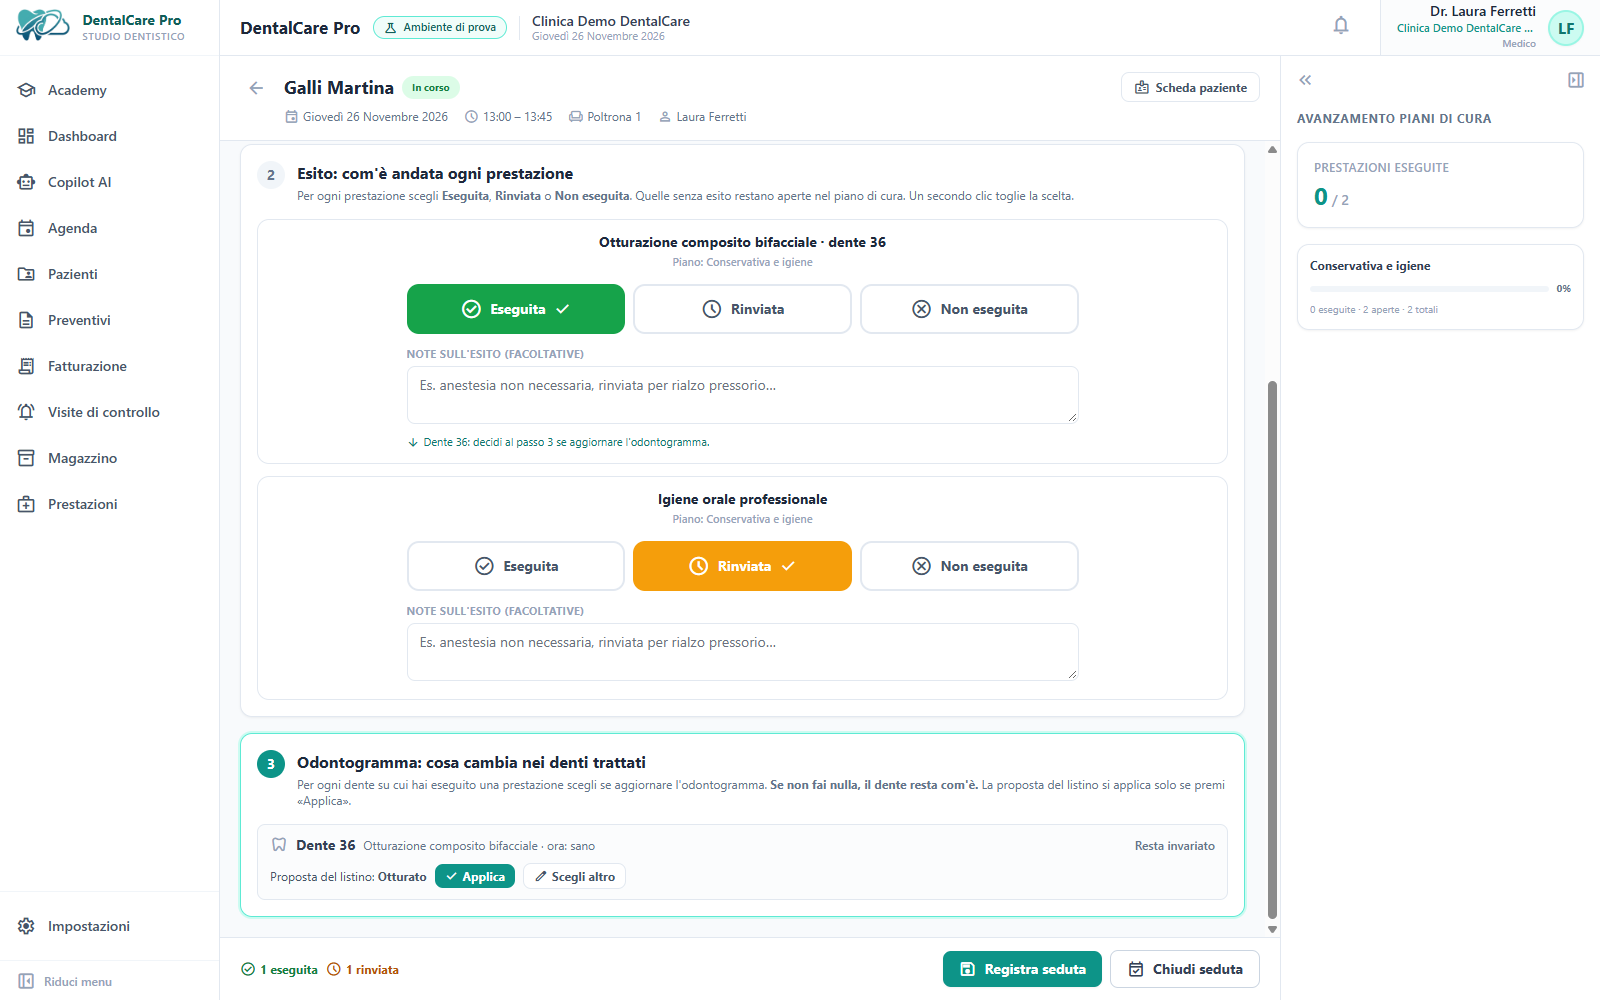 DentalCare Pro
STUDIO DENTISTICO
Academy
Dashboard
Copilot AI
Agenda
Pazienti
Preventivi
Fatturazione
Visite di controllo
Magazzino
Prestazioni
Impostazioni
Riduci menu
DentalCare Pro
Ambiente di prova
Clinica Demo DentalCare
Giovedì 26 Novembre 2026
Dr. Laura Ferretti
Clinica Demo DentalCare ...
Medico
LF
Galli Martina
In corso
Scheda paziente
Giovedì 26 Novembre 2026
13:00 – 13:45
Poltrona 1
Laura Ferretti
2
Esito: com'è andata ogni prestazione
Per ogni prestazione scegli Eseguita, Rinviata o Non eseguita. Quelle senza esito restano aperte nel piano di cura. Un secondo clic toglie la scelta.
Otturazione composito bifacciale · dente 36
Piano: Conservativa e igiene
Eseguita
Rinviata
Non eseguita
NOTE SULL'ESITO (FACOLTATIVE)
Es. anestesia non necessaria, rinviata per rialzo pressorio...
Dente 36: decidi al passo 3 se aggiornare l'odontogramma.
Igiene orale professionale
Piano: Conservativa e igiene
Eseguita
Rinviata
Non eseguita
NOTE SULL'ESITO (FACOLTATIVE)
Es. anestesia non necessaria, rinviata per rialzo pressorio...
3
Odontogramma: cosa cambia nei denti trattati
Per ogni dente su cui hai eseguito una prestazione scegli se aggiornare l'odontogramma. Se non fai nulla, il dente resta com'è. La proposta del listino si applica solo se premi
«Applica».
Dente 36 Otturazione composito bifacciale · ora: sano
Resta invariato
Proposta del listino: Otturato
Applica
Scegli altro
1 eseguita
1 rinviata
Registra seduta
Chiudi seduta
AVANZAMENTO PIANI DI CURA
PRESTAZIONI ESEGUITE
0 / 2
Conservativa e igiene
0%
0 eseguite · 2 aperte · 2 totali